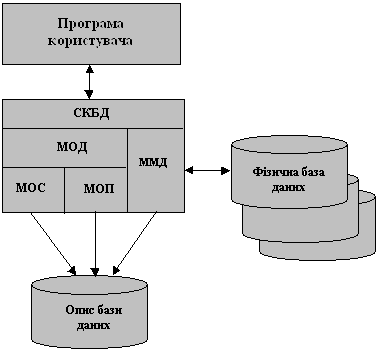 Програма
користувача
СКБД
МОД
ММД
МОС
МОП
Фізична база
даних
Опис бази
даних